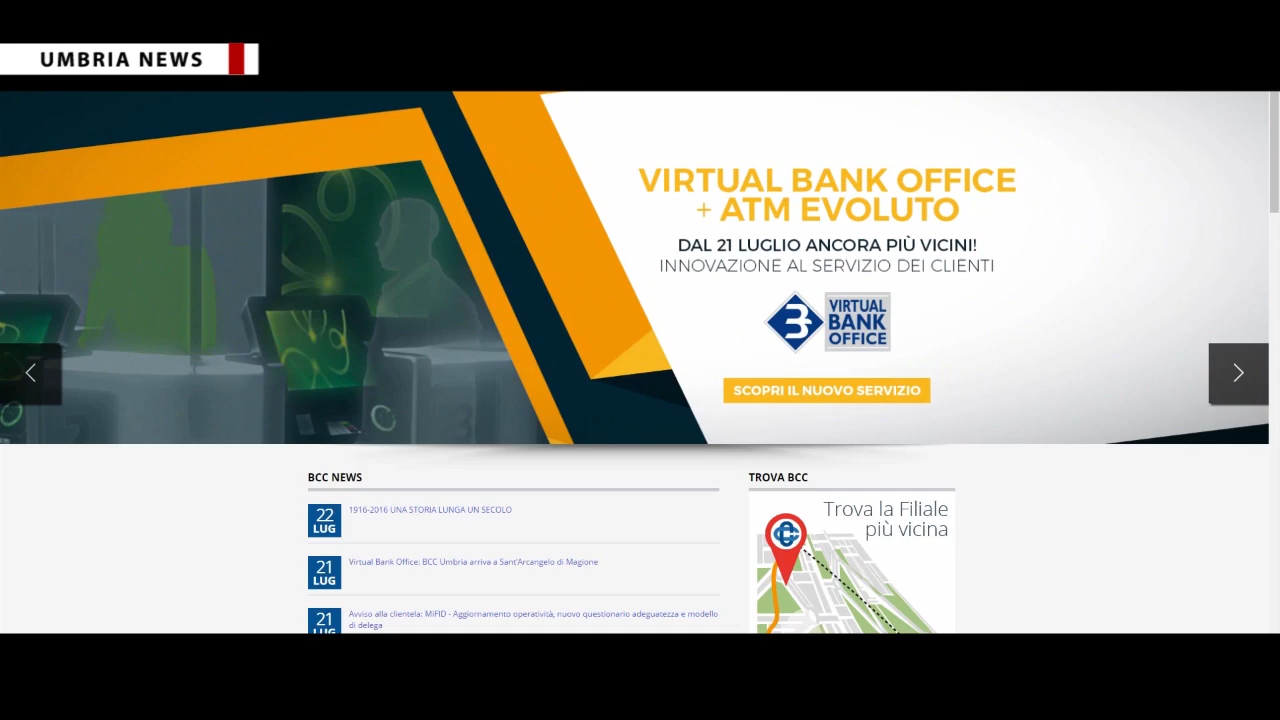 UMBRIA NEWS
VIRTUAL BANK OFFICE
+ ATM EVOLUTO
DAL 21 LUGLIO ANCORA PIÙ VICINI!
INNOVAZIONE AL SERVIZIO DEI CLIENTI
VIRTUAL
BANK
OFFICE
SCOPRI IL NUOVO SERVIZIO
BCC NEWS
22
LUG
1916-2016 UNA STORIA LUNGA UN SECOLO
21
LUG
Virtual Bank Office: BCC Umbria arriva a Sant'Arcangelo di Magione
21
LUG
Avviso alla clientela: MiFID - Aggiornamento operatività, nuovo questionario adeguatezza e modello
di delega
TROVA BCC
Trova la Filiale
più vicina